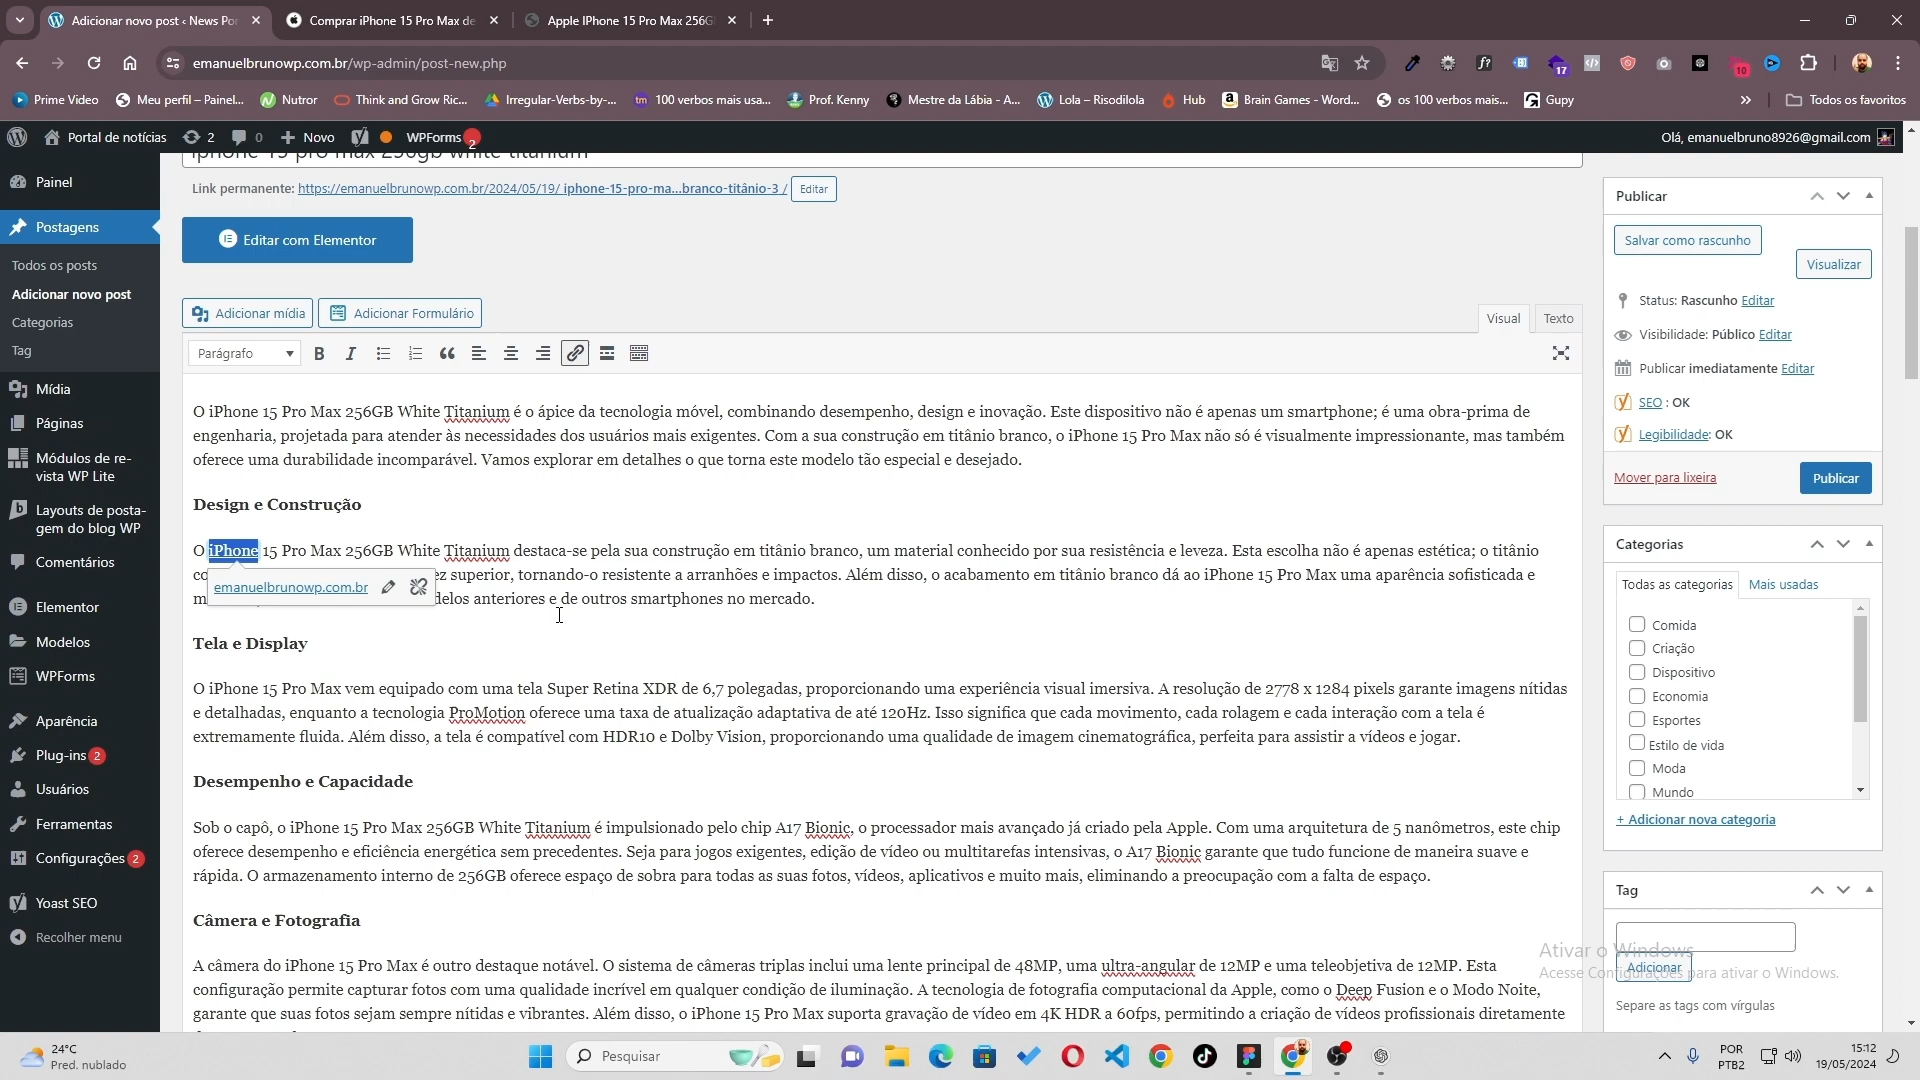 Adicionar novo post ‹ News Por
Comprar iPhone 15 Pro Max de
Apple IPhone 15 Pro Max 256G
emanuelbrunowp.com.br/wp-admin/post-new.php
17
10
Prime Video
Meu perfil – Painel...
Nutror
Think and Grow Ric...
Irregular-Verbs-by-...
tm 100 verbos mais usa...
Prof. Kenny
Mestre da Lábia - A...
Lola – Risodilola
Hub
Brain Games - Word...
os 100 verbos mais...
Gupy
»
Todos os favoritos
Portal de notícias
2
0
Novo
WPForms 2
Olá, emanuelbruno8926@gmail.com
Painel
Postagens
Todos os posts
Adicionar novo post
Categorias
Tag
Mídia
Páginas
Módulos de re-
vista WP Lite
Layouts de posta-
gem do blog WP
Comentários
Elementor
Modelos
WPForms
Aparência
Plug-ins 2
Usuários
Ferramentas
Configurações 2
Yoast SEO
Recolher menu
iphone 15 pro max 256gb white titanium
Link permanente: https://emanuelbrunowp.com.br/2024/05/19/ iphone-15-pro-ma...branco-titânio-3 / Editar
Editar com Elementor
Adicionar mídia
Adicionar Formulário
Visual
Texto
Parágrafo
O iPhone 15 Pro Max 256GB White Titanium é o ápice da tecnologia móvel, combinando desempenho, design e inovação. Este dispositivo não é apenas um smartphone; é uma obra-prima de
engenharia, projetada para atender às necessidades dos usuários mais exigentes. Com a sua construção em titânio branco, o iPhone 15 Pro Max não só é visualmente impressionante, mas também
oferece uma durabilidade incomparável. Vamos explorar em detalhes o que torna este modelo tão especial e desejado.
Design e Construção
O iPhone 15 Pro Max 256GB White Titanium destaca-se pela sua construção em titânio branco, um material conhecido por sua resistência e leveza. Esta escolha não é apenas estética; o titânio
co ez superior, tornando-o resistente a arranhões e impactos. Além disso, o acabamento em titânio branco dá ao iPhone 15 Pro Max uma aparência sofisticada e
emanuelbrunowp.com.br
m delos anteriores e de outros smartphones no mercado.
Tela e Display
O iPhone 15 Pro Max vem equipado com uma tela Super Retina XDR de 6,7 polegadas, proporcionando uma experiência visual imersiva. A resolução de 2778 x 1284 pixels garante imagens nítidas
e detalhadas, enquanto a tecnologia ProMotion oferece uma taxa de atualização adaptativa de até 120Hz. Isso significa que cada movimento, cada rolagem e cada interação com a tela é
extremamente fluida. Além disso, a tela é compatível com HDR10 e Dolby Vision, proporcionando uma qualidade de imagem cinematográfica, perfeita para assistir a vídeos e jogar.
Desempenho e Capacidade
Sob o capô, o iPhone 15 Pro Max 256GB White Titanium é impulsionado pelo chip A17 Bionic, o processador mais avançado já criado pela Apple. Com uma arquitetura de 5 nanômetros, este chip
oferece desempenho e eficiência energética sem precedentes. Seja para jogos exigentes, edição de vídeo ou multitarefas intensivas, o A17 Bionic garante que tudo funcione de maneira suave e
rápida. O armazenamento interno de 256GB oferece espaço de sobra para todas as suas fotos, vídeos, aplicativos e muito mais, eliminando a preocupação com a falta de espaço.
Câmera e Fotografia
A câmera do iPhone 15 Pro Max é outro destaque notável. O sistema de câmeras triplas inclui uma lente principal de 48MP, uma ultra-angular de 12MP e uma teleobjetiva de 12MP. Esta
configuração permite capturar fotos com uma qualidade incrível em qualquer condição de iluminação. A tecnologia de fotografia computacional da Apple, como o Deep Fusion e o Modo Noite,
garante que suas fotos sejam sempre nítidas e vibrantes. Além disso, o iPhone 15 Pro Max suporta gravação de vídeo em 4K HDR a 60fps, permitindo a criação de vídeos profissionais diretamente
Publicar
Salvar como rascunho
Visualizar
Status: Rascunho Editar
Visibilidade: Público Editar
Publicar imediatamente Editar
SEO : OK
Legibilidade: OK
Mover para lixeira
Publicar
Categorias
Todas as categorias
Mais usadas
Comida
Criação
Dispositivo
Economia
Esportes
Estilo de vida
Moda
Mundo
+ Adicionar nova categoria
Tag
Adicionar
Separe as tags com vírgulas
Ativar o Windows
Acesse Configurações para ativar o Windows.
24°C
Pred. nublado
Pesquisar
POR
PTB2
15:12
19/05/2024